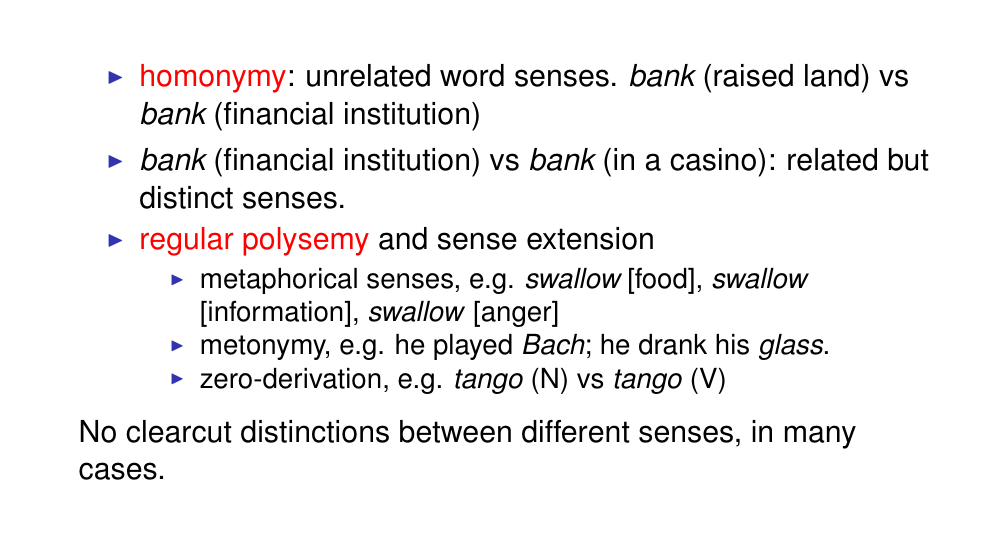 ▶ homonymy: unrelated word senses. bank (raised land) vs
bank (financial institution)
▶ bank (financial institution) vs bank (in a casino): related but
distinct senses.
▶ regular polysemy and sense extension
▶ metaphorical senses, e.g. swallow [food], swallow
[information], swallow [anger]
▶ metonymy, e.g. he played Bach; he drank his glass.
▶ zero-derivation, e.g. tango (N) vs tango (V)
No clearcut distinctions between different senses, in many
cases.